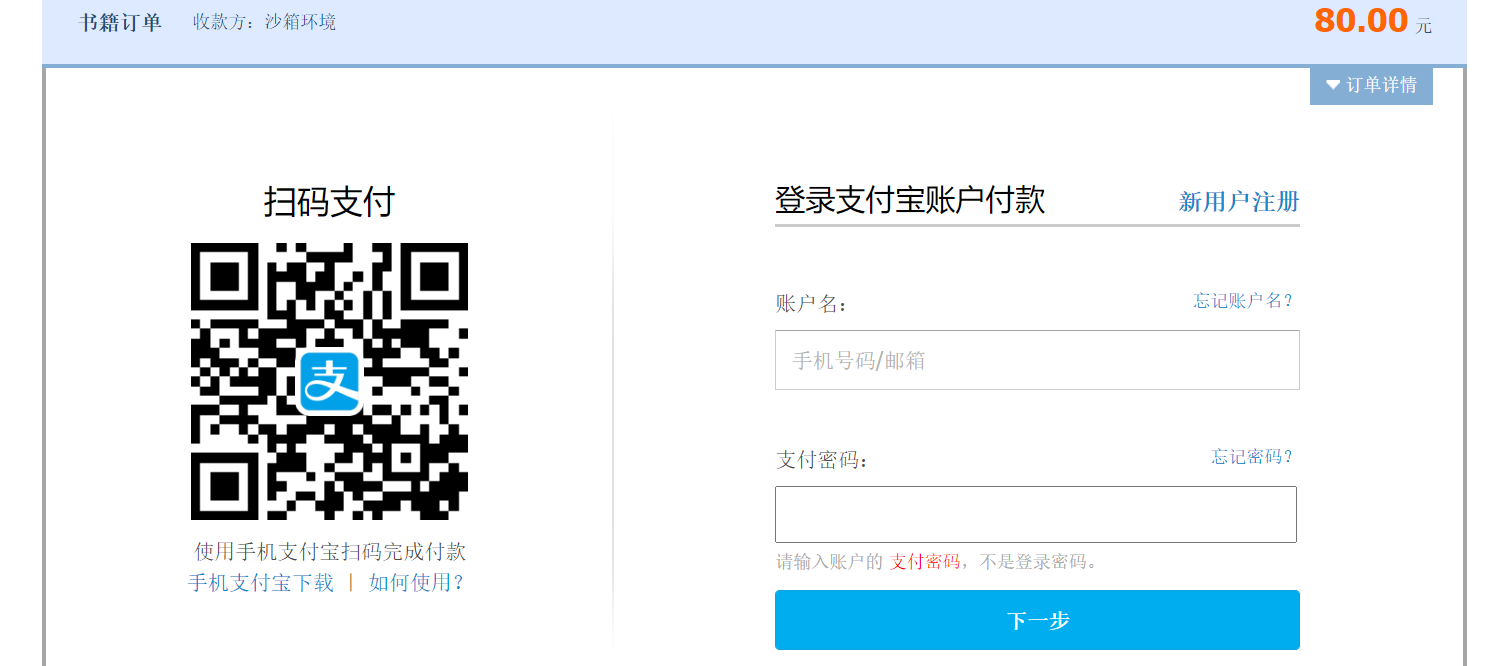 书籍订单 收款方：沙箱环境 80.00 元
订单详情
扫码支付
支
使用手机支付宝扫码完成付款
手机支付宝下载 | 如何使用？
登录支付宝账户付款 新用户注册
账户名： 忘记账户名？
手机号码/邮箱
支付密码： 忘记密码？
请输入账户的 支付密码，不是登录密码。
下一步